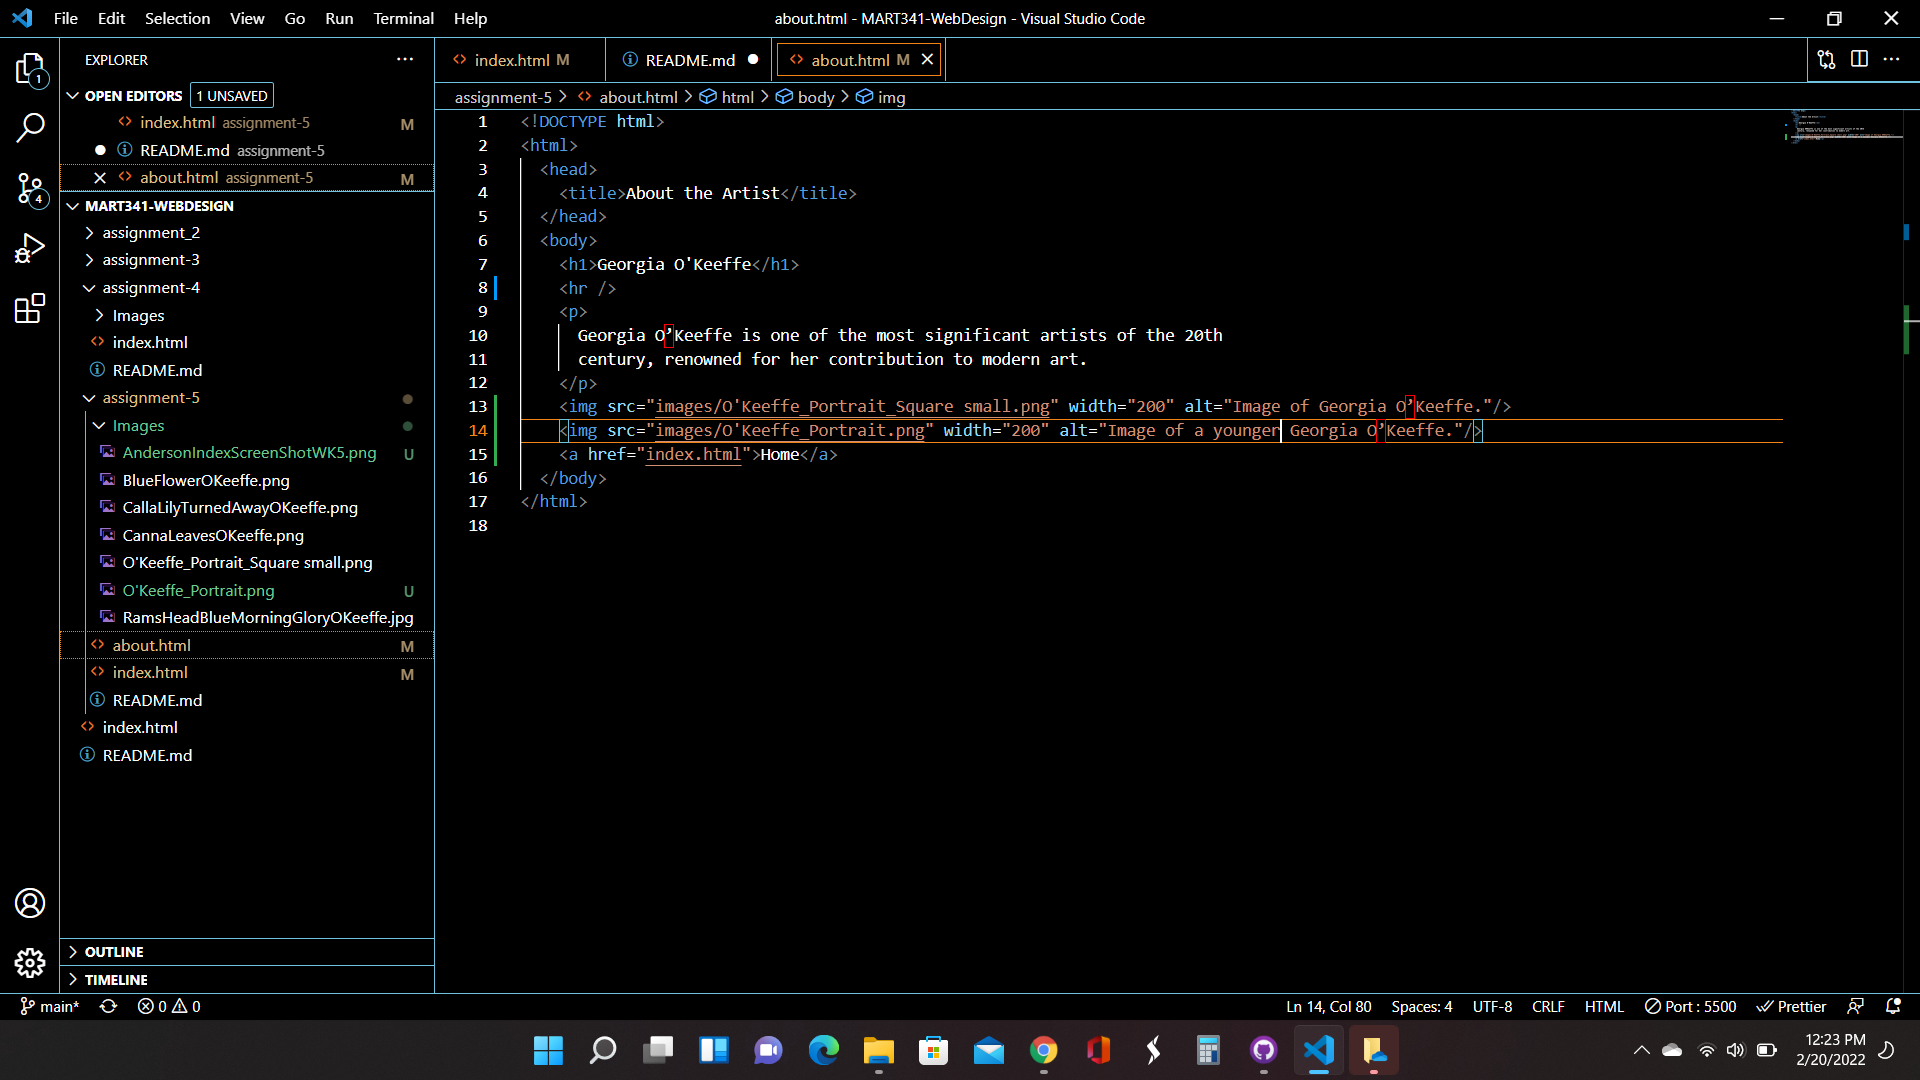 File Edit Selection View Go Run Terminal Help
about.html - MART341-WebDesign - Visual Studio Code
EXPLORER
OPEN EDITORS 1 UNSAVED
index.html assignment-5 M
README.md assignment-5
about.html assignment-5 M
MART341-WEBDESIGN
assignment_2
assignment-3
assignment-4
Images
index.html
README.md
assignment-5
Images
AndersonIndexScreenShotWK5.png U
BlueFlowerOKeeffe.png
CallaLilyTurnedAwayOKeeffe.png
CannaLeavesOKeeffe.png
O'Keeffe_Portrait_Square small.png
O'Keeffe_Portrait.png U
RamsHeadBlueMorningGloryOKeeffe.jpg
about.html M
index.html M
README.md
index.html
README.md
OUTLINE
TIMELINE
1
4
index.html M README.md about.html M
assignment-5 > about.html > html > body > img
1 <!DOCTYPE html>
2 <html>
3 <head>
4 <title>About the Artist</title>
5 </head>
6 <body>
7 <h1>Georgia O'Keeffe</h1>
8 <hr />
9 <p>
10 Georgia O’Keeffe is one of the most significant artists of the 20th
11 century, renowned for her contribution to modern art.
12 </p>
13 <img src="images/O'Keeffe_Portrait_Square small.png" width="200" alt="Image of Georgia O’Keeffe."/>
14 <img src="images/O'Keeffe_Portrait.png" width="200" alt="Image of a younger Georgia O’Keeffe."/>
15 <a href="index.html">Home</a>
16 </body>
17 </html>
18
main* 0 0 Ln 14, Col 80 Spaces: 4 UTF-8 CRLF HTML Port : 5500 Prettier
12:23 PM
2/20/2022